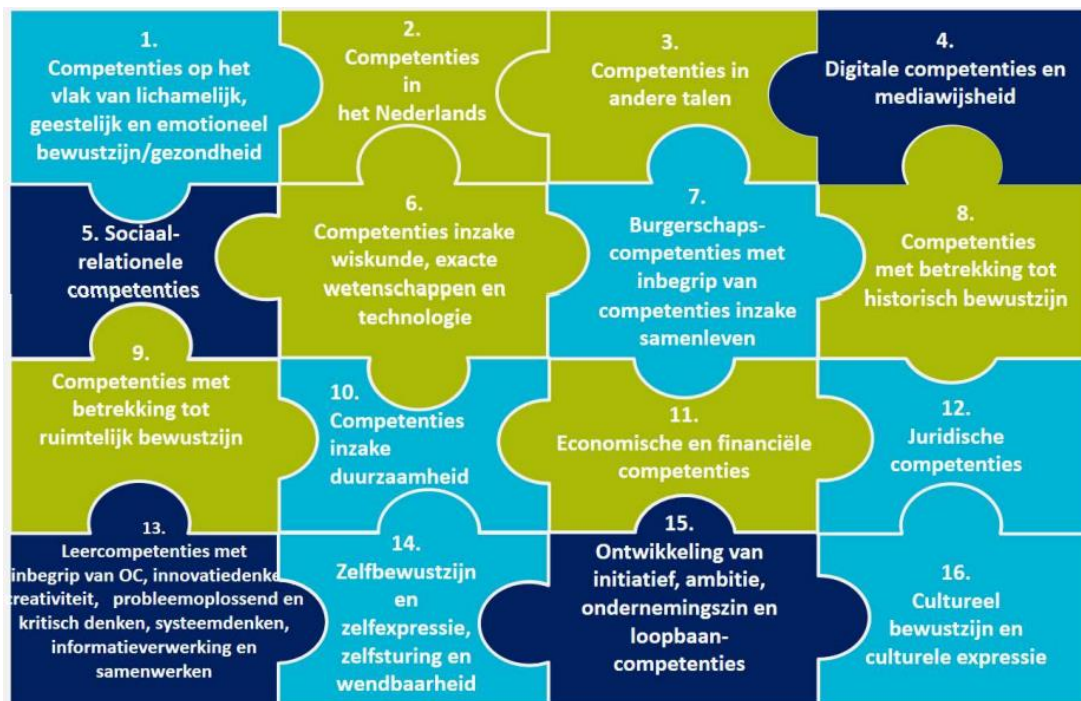 1.
Competenties op het
vlak van lichamelijk,
geestelijk en emotioneel
bewustzijn/gezondheid
2.
Competenties
in
het Nederlands
3.
Competenties in
andere talen
4.
Digitale competenties en
mediawijsheid
5. Sociaal-
relationele
competenties
6.
Competenties inzake
wiskunde, exacte
wetenschappen en
technologie
7.
Burgerschaps-
competenties met
inbegrip van
competenties inzake
samenleven
8.
Competenties
met betrekking tot
historisch bewustzijn
9.
Competenties met
betrekking tot
ruimtelijk bewustzijn
10.
Competenties
inzake
duurzaamheid
11.
Economische en financiële
competenties
12.
Juridische
competenties
13.
Leercompetenties met
inbegrip van OC, innovatiedenke
creativiteit, probleemoplossend en
kritisch denken, systeemdenken,
informatieverwerking en
samenwerken
14.
Zelfbewustzijn
en
zelfexpressie,
zelfsturing en
wendbaarheid
15.
Ontwikkeling van
initiatief, ambitie,
ondernemingszin en
loopbaan-
competenties
16.
Cultureel
bewustzijn en
culturele expressie